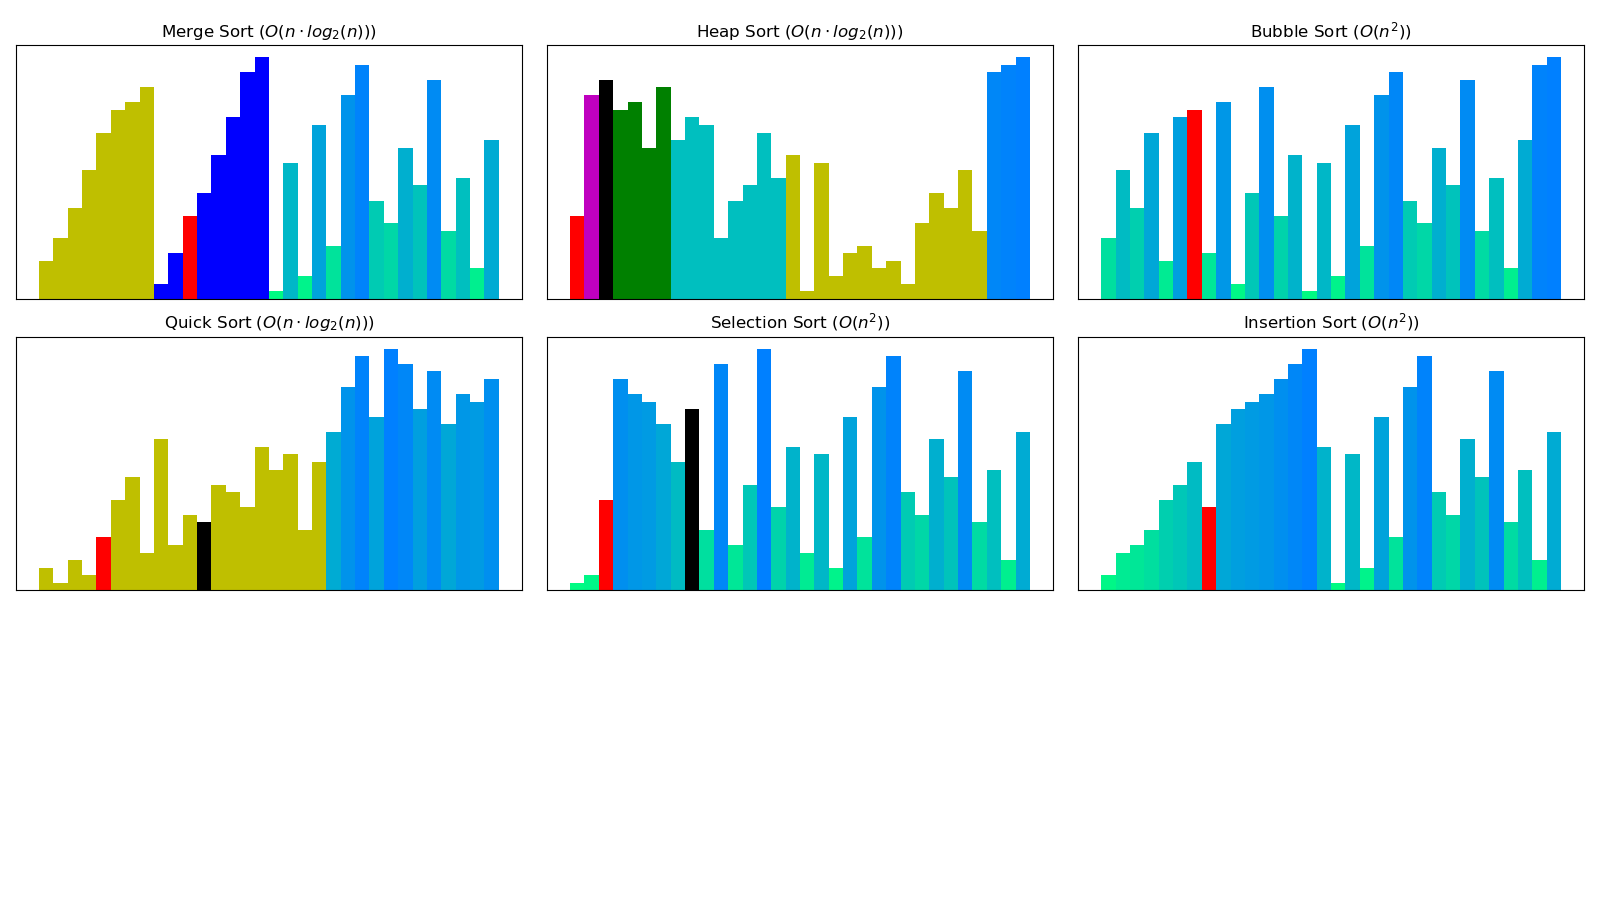 Merge Sort (O(n · log₂(n)))
Heap Sort (O(n · log₂(n)))
Bubble Sort (O(n²))
Quick Sort (O(n · log₂(n)))
Selection Sort (O(n²))
Insertion Sort (O(n²))